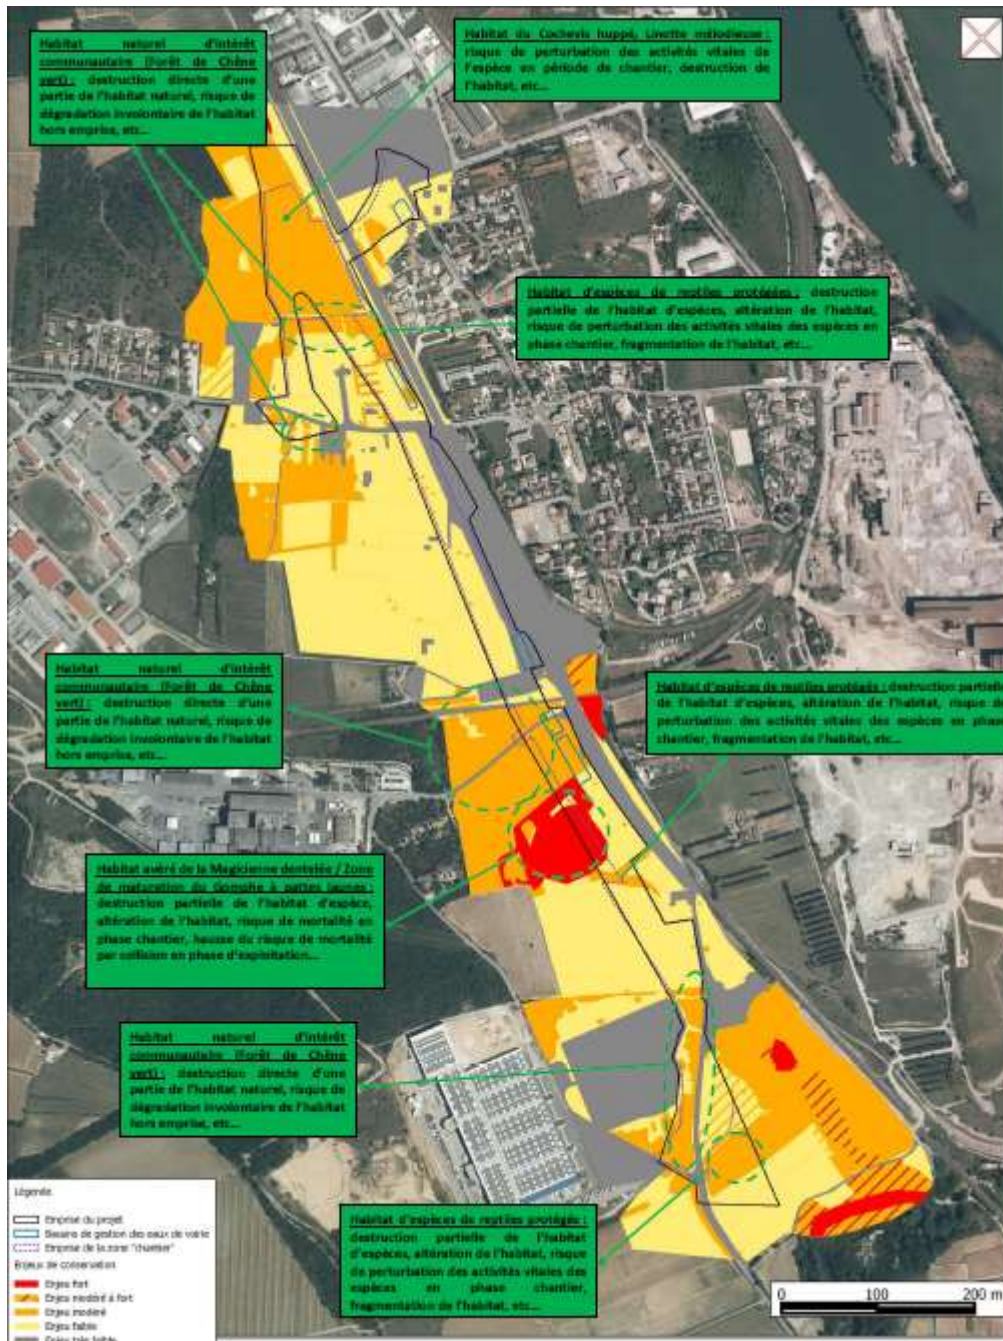 Habitat naturel d'intérêt
communautaire (Forêt de Chêne
vert) : destruction directe d'une
partie de l'habitat naturel, risque de
dégradation involontaire de l'habitat
hors emprise, etc...
Habitat du Cochevis huppé, Linotte mélodieuse :
risque de perturbation des activités vitales de
l'espèce en période de chantier, destruction de
l'habitat, etc...
Habitat d'espèces de reptiles protégées : destruction
partielle de l'habitat d'espèces, altération de l'habitat,
risque de perturbation des activités vitales des espèces en
phase chantier, fragmentation de l'habitat, etc...
Habitat naturel d'intérêt
communautaire (Forêt de Chêne
vert) : destruction directe d'une
partie de l'habitat naturel, risque de
dégradation involontaire de l'habitat
hors emprise, etc...
Habitat d'espèces de reptiles protégés : destruction partielle
de l'habitat d'espèces, altération de l'habitat, risque de
perturbation des activités vitales des espèces en phase
chantier, fragmentation de l'habitat, etc...
Habitat avéré de la Magicienne dentelée / Zone
de maturation du Gomphe à pattes jaunes :
destruction partielle de l'habitat d'espèce,
altération de l'habitat, risque de mortalité en
phase chantier, hausse du risque de mortalité
par collision en phase d'exploitation...
Habitat naturel d'intérêt
communautaire (Forêt de Chêne
vert) : destruction directe d'une
partie de l'habitat naturel, risque de
dégradation involontaire de l'habitat
hors emprise, etc...
Habitat d'espèces de reptiles protégés :
destruction partielle de l'habitat
d'espèces, altération de l'habitat, risque
de perturbation des activités vitales des
espèces en phase chantier,
fragmentation de l'habitat, etc...
Légende
Emprise du projet
Bassins de gestion des eaux de voirie
Emprise de la zone "chantier"
Enjeux de conservation
Enjeu fort
Enjeu modéré à fort
Enjeu modéré
Enjeu faible
Enjeu très faible
0 100 200 m